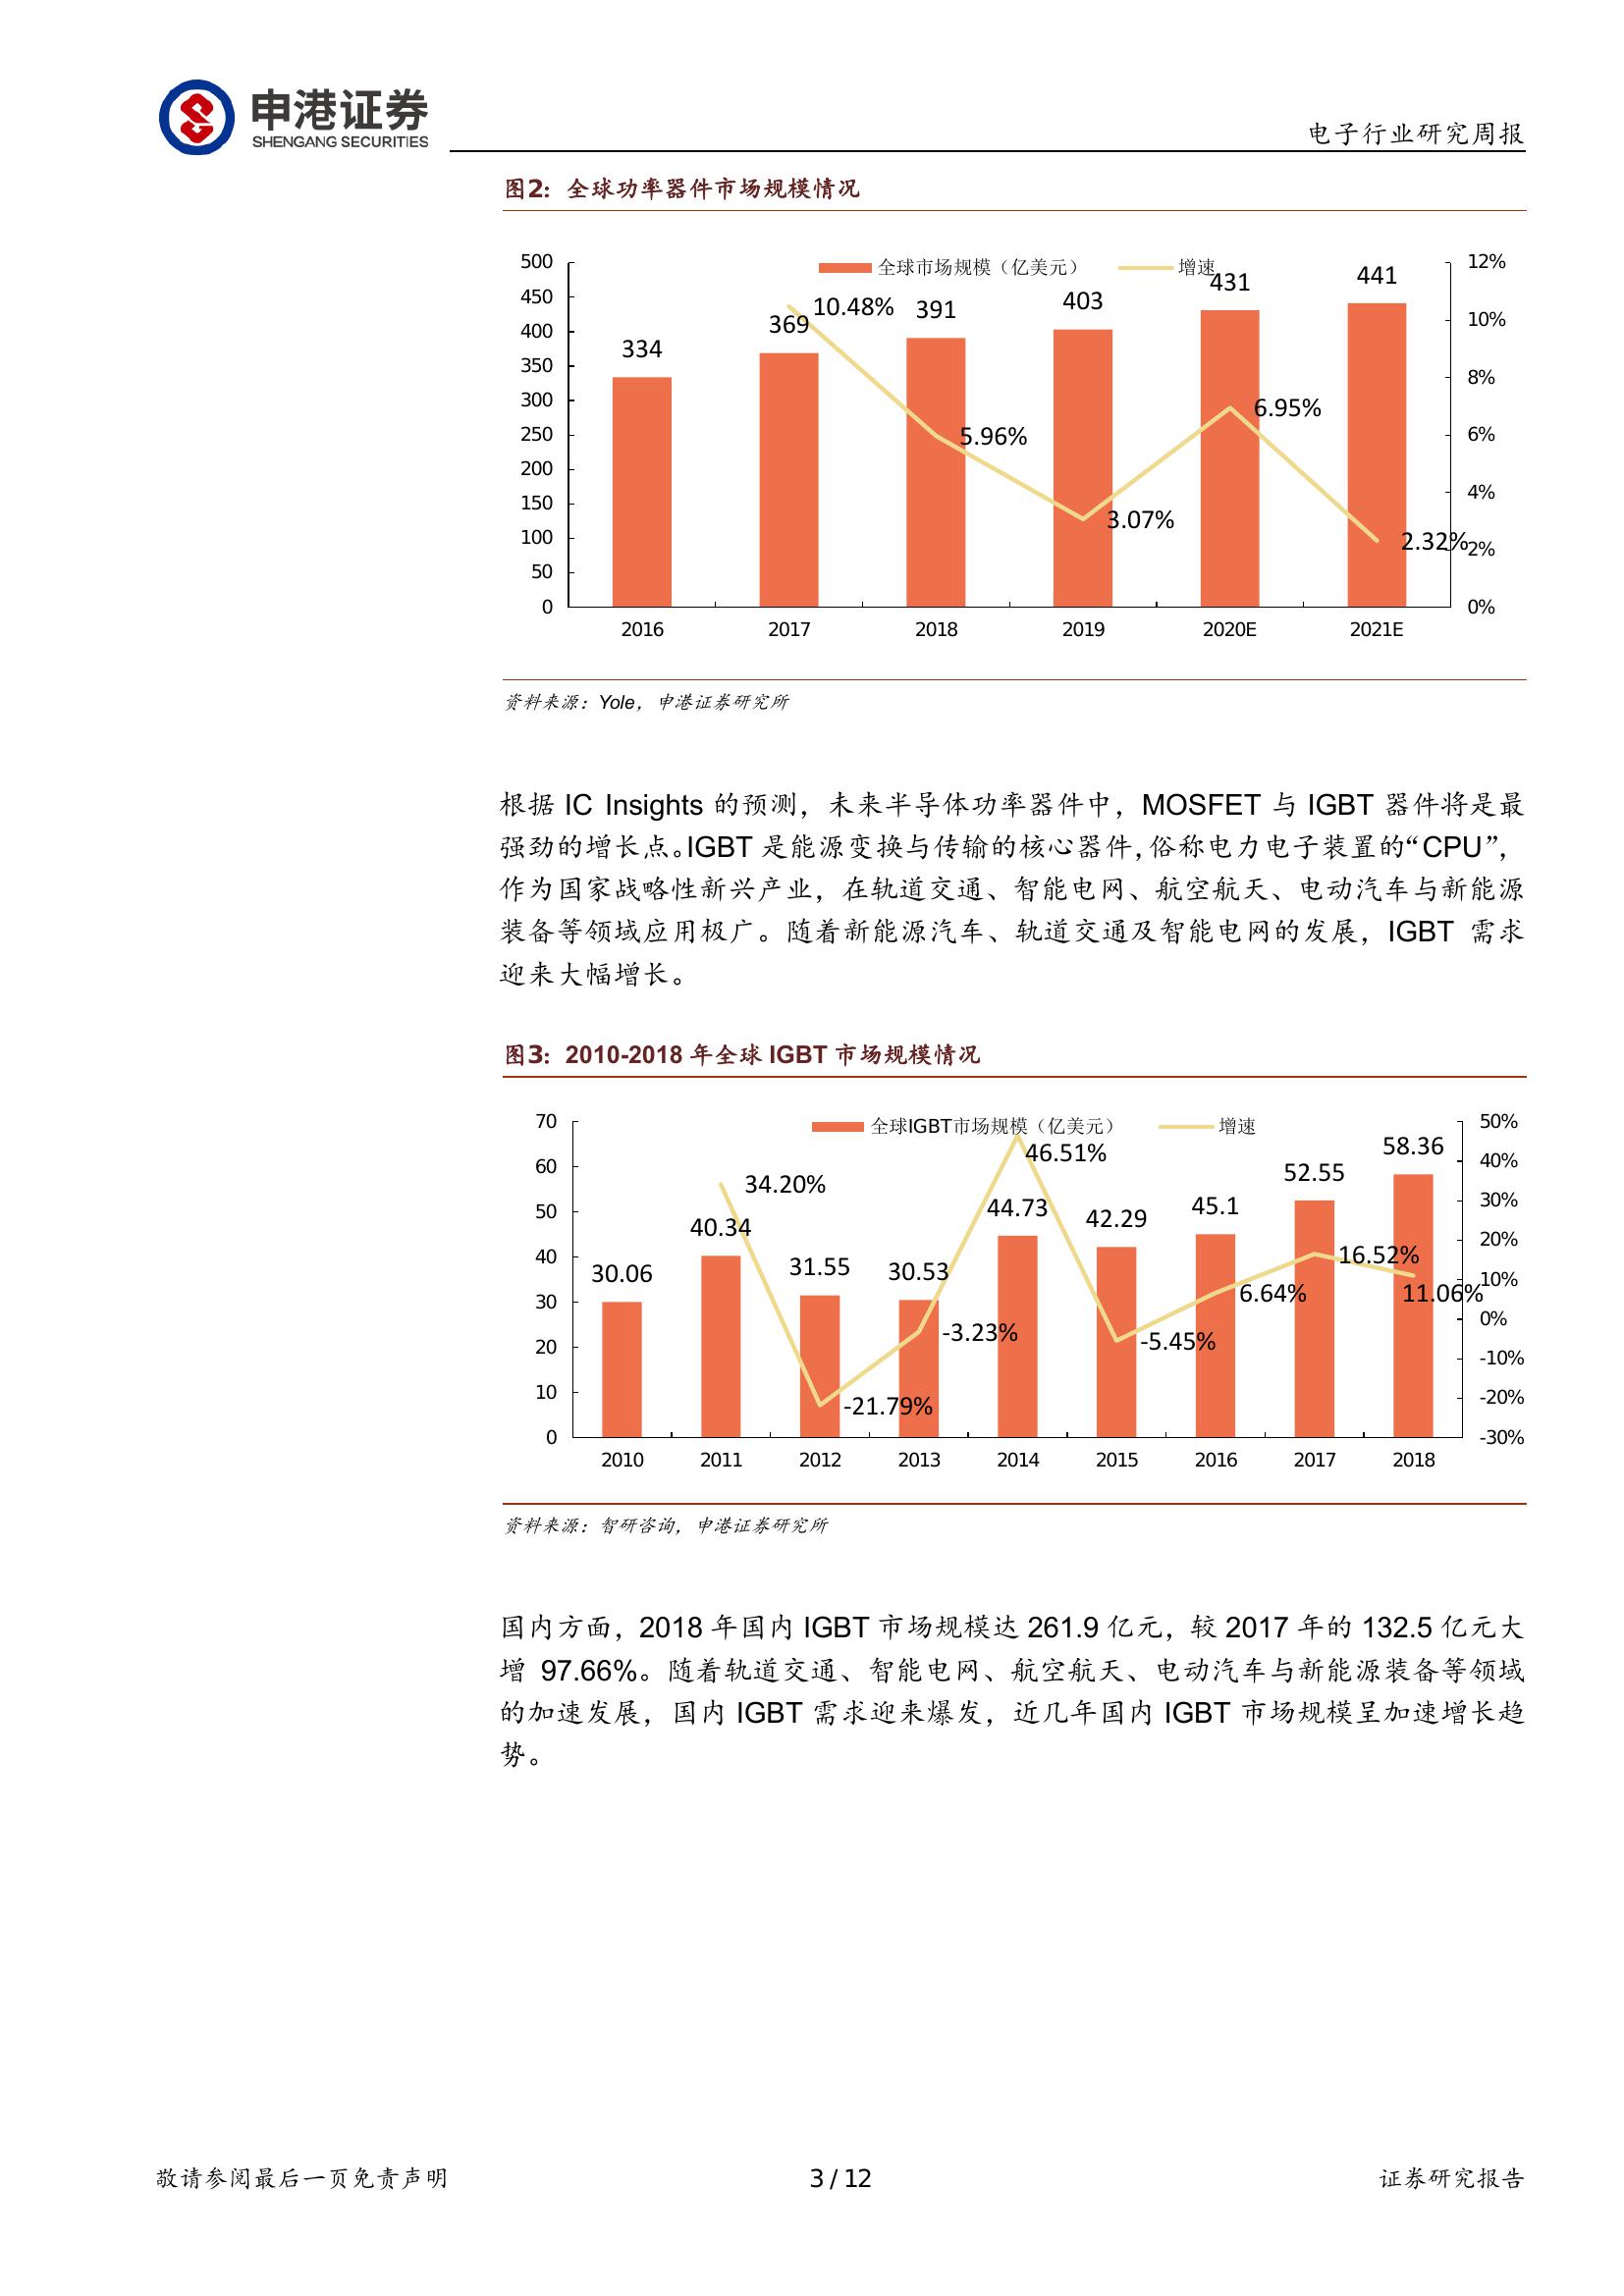 申港证券
SHENGANG SECURITIES
电子行业研究周报
图2：全球功率器件市场规模情况
全球市场规模（亿美元） 增速
500
450
400
350
300
250
200
150
100
50
0
12%
10%
8%
6%
4%
2%
0%
334
369
391
403
431
441
10.48%
5.96%
3.07%
6.95%
2.32%
2016 2017 2018 2019 2020E 2021E
资料来源：Yole，申港证券研究所
根据 IC Insights 的预测，未来半导体功率器件中，MOSFET 与 IGBT 器件将是最
强劲的增长点。IGBT 是能源变换与传输的核心器件，俗称电力电子装置的“CPU”，
作为国家战略性新兴产业，在轨道交通、智能电网、航空航天、电动汽车与新能源
装备等领域应用极广。随着新能源汽车、轨道交通及智能电网的发展，IGBT 需求
迎来大幅增长。
图3：2010-2018 年全球 IGBT 市场规模情况
全球IGBT市场规模（亿美元） 增速
70
60
50
40
30
20
10
0
50%
40%
30%
20%
10%
0%
-10%
-20%
-30%
30.06
40.34
31.55
30.53
44.73
42.29
45.1
52.55
58.36
34.20%
-21.79%
-3.23%
46.51%
-5.45%
6.64%
16.52%
11.06%
2010 2011 2012 2013 2014 2015 2016 2017 2018
资料来源：智研咨询，申港证券研究所
国内方面，2018 年国内 IGBT 市场规模达 261.9 亿元，较 2017 年的 132.5 亿元大
增 97.66%。随着轨道交通、智能电网、航空航天、电动汽车与新能源装备等领域
的加速发展，国内 IGBT 需求迎来爆发，近几年国内 IGBT 市场规模呈加速增长趋
势。
敬请参阅最后一页免责声明
3 / 12
证券研究报告